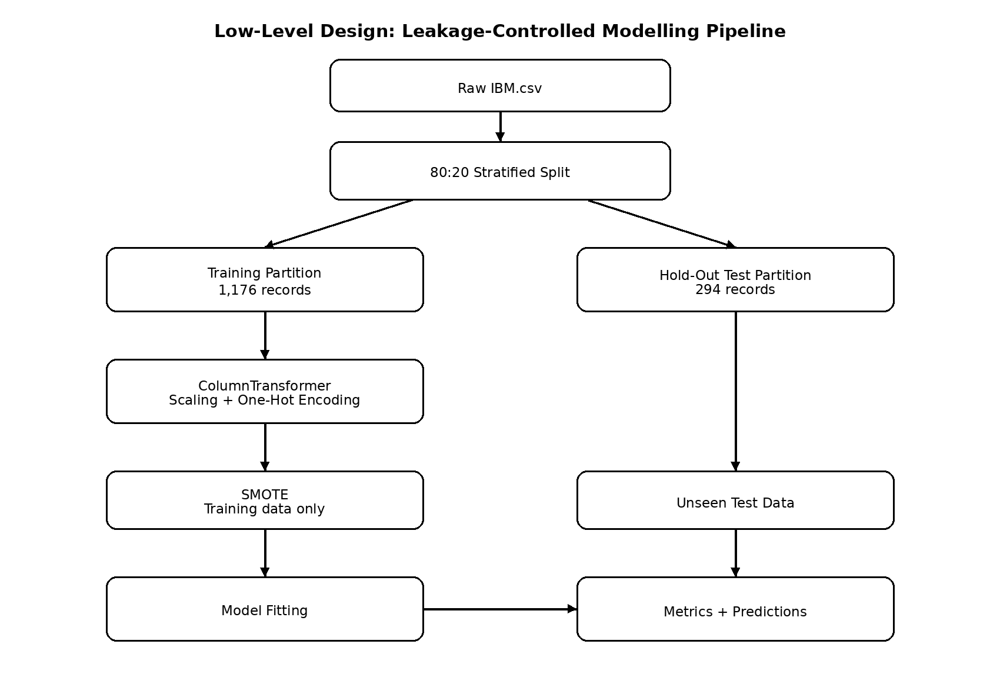 Low-Level Design: Leakage-Controlled Modelling Pipeline
Raw IBM.csv
80:20 Stratified Split
Training Partition
1,176 records
Hold-Out Test Partition
294 records
ColumnTransformer
Scaling + One-Hot Encoding
SMOTE
Training data only
Unseen Test Data
Model Fitting
Metrics + Predictions